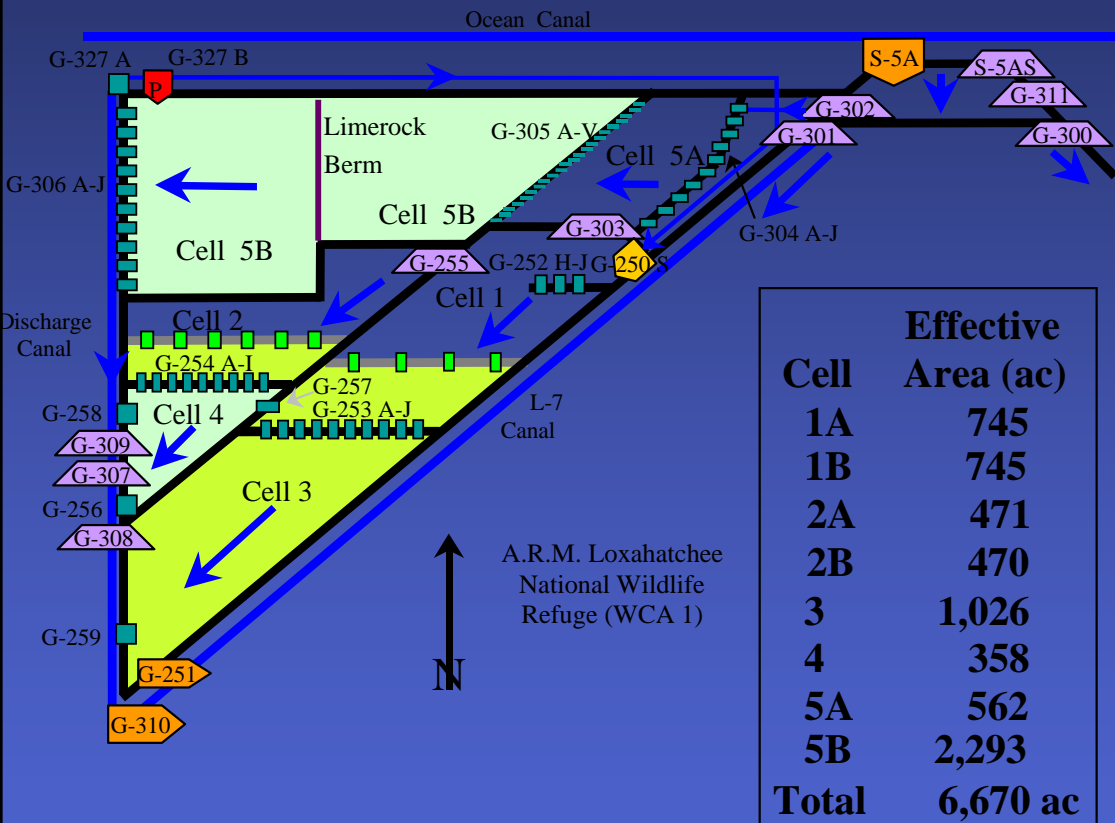 Ocean Canal
G-327 A
G-327 B
P
S-5A
S-5AS
G-311
G-302
G-301
G-300
Limerock
Berm
G-305 A-V
Cell 5A
G-306 A-J
Cell 5B
Cell 5B
G-303
G-304 A-J
G-255
G-252 H-J
G-250 S
Cell 1
Discharge
Canal
Cell 2
G-254 A-I
G-257
G-253 A-J
L-7
Canal
G-258
Cell 4
G-309
G-307
G-256
G-308
Cell 3
A.R.M. Loxahatchee
National Wildlife
Refuge (WCA 1)
G-259
G-251
N
G-310
Effective
Cell Area (ac)
1A 745
1B 745
2A 471
2B 470
3 1,026
4 358
5A 562
5B 2,293
Total 6,670 ac